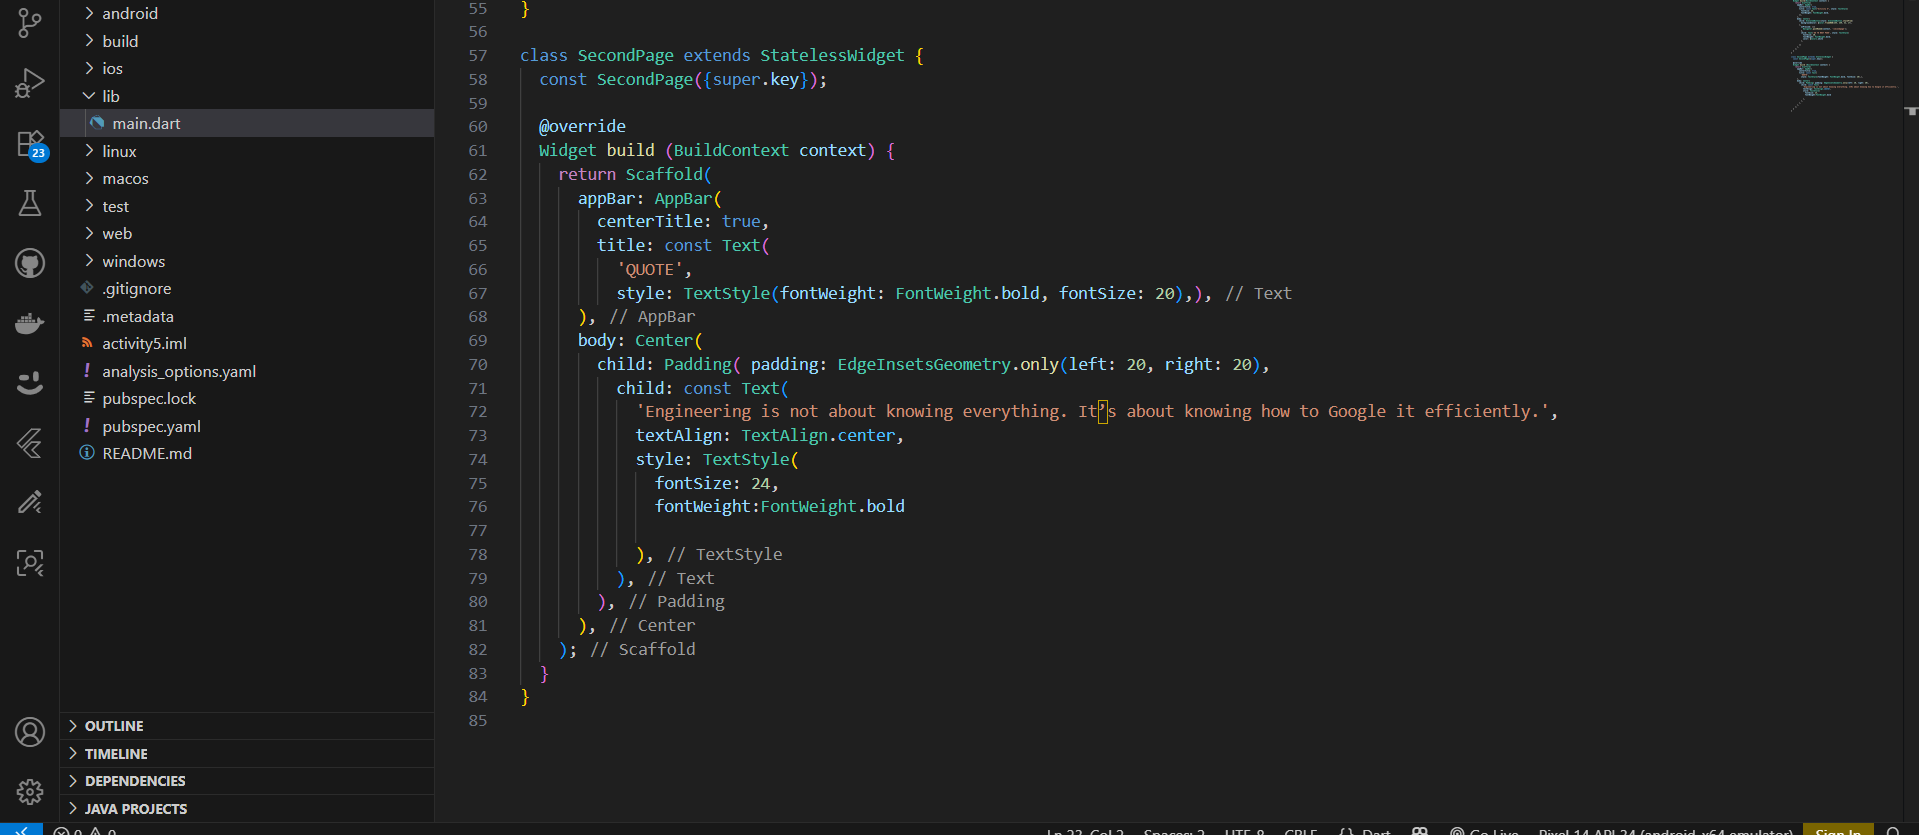 android
build
ios
lib
main.dart
linux
macos
test
web
windows
.gitignore
.metadata
activity5.iml
! analysis_options.yaml
pubspec.lock
! pubspec.yaml
README.md
23
OUTLINE
TIMELINE
DEPENDENCIES
JAVA PROJECTS
55 }
56
57 class SecondPage extends StatelessWidget {
58 const SecondPage({super.key});
59
60 @override
61 Widget build (BuildContext context) {
62 return Scaffold(
63 appBar: AppBar(
64 centerTitle: true,
65 title: const Text(
66 'QUOTE',
67 style: TextStyle(fontWeight: FontWeight.bold, fontSize: 20),), // Text
68 ), // AppBar
69 body: Center(
70 child: Padding( padding: EdgeInsetsGeometry.only(left: 20, right: 20),
71 child: const Text(
72 'Engineering is not about knowing everything. It’s about knowing how to Google it efficiently.',
73 textAlign: TextAlign.center,
74 style: TextStyle(
75 fontSize: 24,
76 fontWeight:FontWeight.bold
77
78 ), // TextStyle
79 ), // Text
80 ), // Padding
81 ), // Center
82 ); // Scaffold
83 }
84 }
85
0 0 Ln 23, Col 2 Spaces: 2 UTF-8 CRLF {} Dart Go Live Pixel 14 API 34 (android-x64 emulator) Sign In